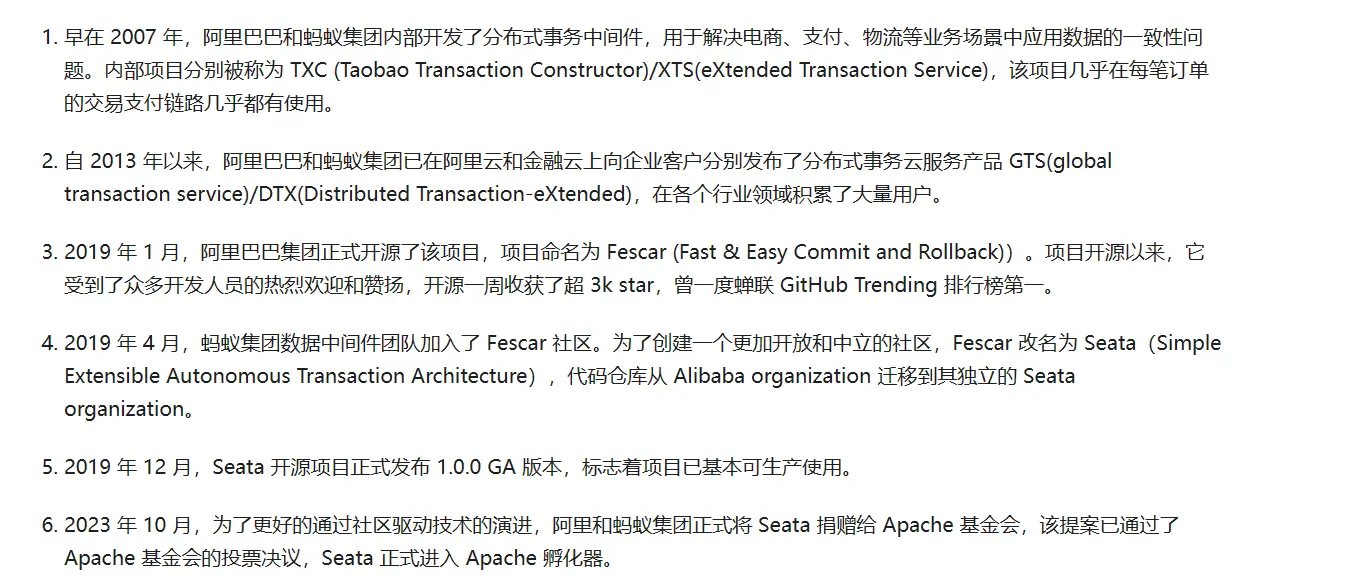 1. 早在 2007 年，阿里巴巴和蚂蚁集团内部开发了分布式事务中间件，用于解决电商、支付、物流等业务场景中应用数据的一致性问
题。内部项目分别被称为 TXC (Taobao Transaction Constructor)/XTS(eXtended Transaction Service)，该项目几乎在每笔订单
的交易支付链路几乎都有使用。
2. 自 2013 年以来，阿里巴巴和蚂蚁集团已在阿里云和金融云上向企业客户分别发布了分布式事务云服务产品 GTS(global
transaction service)/DTX(Distributed Transaction-eXtended)，在各个行业领域积累了大量用户。
3. 2019 年 1 月，阿里巴巴集团正式开源了该项目，项目命名为 Fescar (Fast & Easy Commit and Rollback)）。项目开源以来，它
受到了众多开发人员的热烈欢迎和赞扬，开源一周收获了超 3k star，曾一度蝉联 GitHub Trending 排行榜第一。
4. 2019 年 4 月，蚂蚁集团数据中间件团队加入了 Fescar 社区。为了创建一个更加开放和中立的社区，Fescar 改名为 Seata（Simple
Extensible Autonomous Transaction Architecture），代码仓库从 Alibaba organization 迁移到其独立的 Seata
organization。
5. 2019 年 12 月，Seata 开源项目正式发布 1.0.0 GA 版本，标志着项目已基本可生产使用。
6. 2023 年 10 月，为了更好的通过社区驱动技术的演进，阿里和蚂蚁集团正式将 Seata 捐赠给 Apache 基金会，该提案已通过了
Apache 基金会的投票决议，Seata 正式进入 Apache 孵化器。